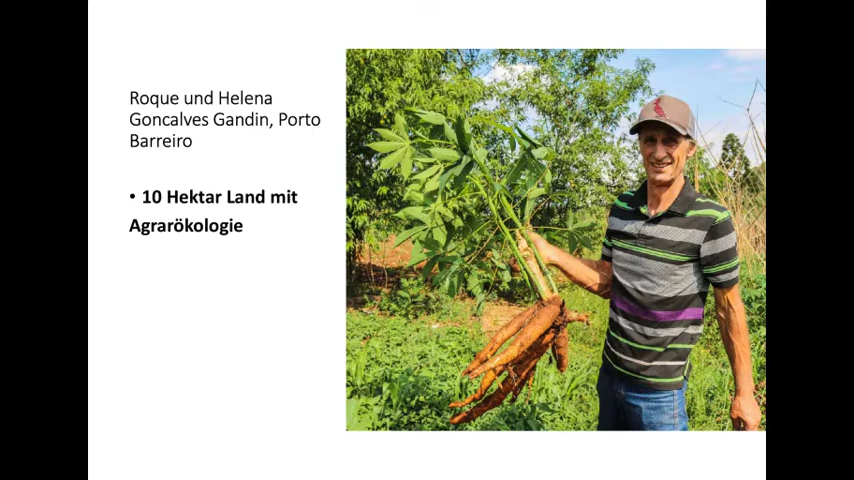 Roque und Helena
Goncalves Gandin, Porto
Barreiro
• 10 Hektar Land mit
Agrarökologie